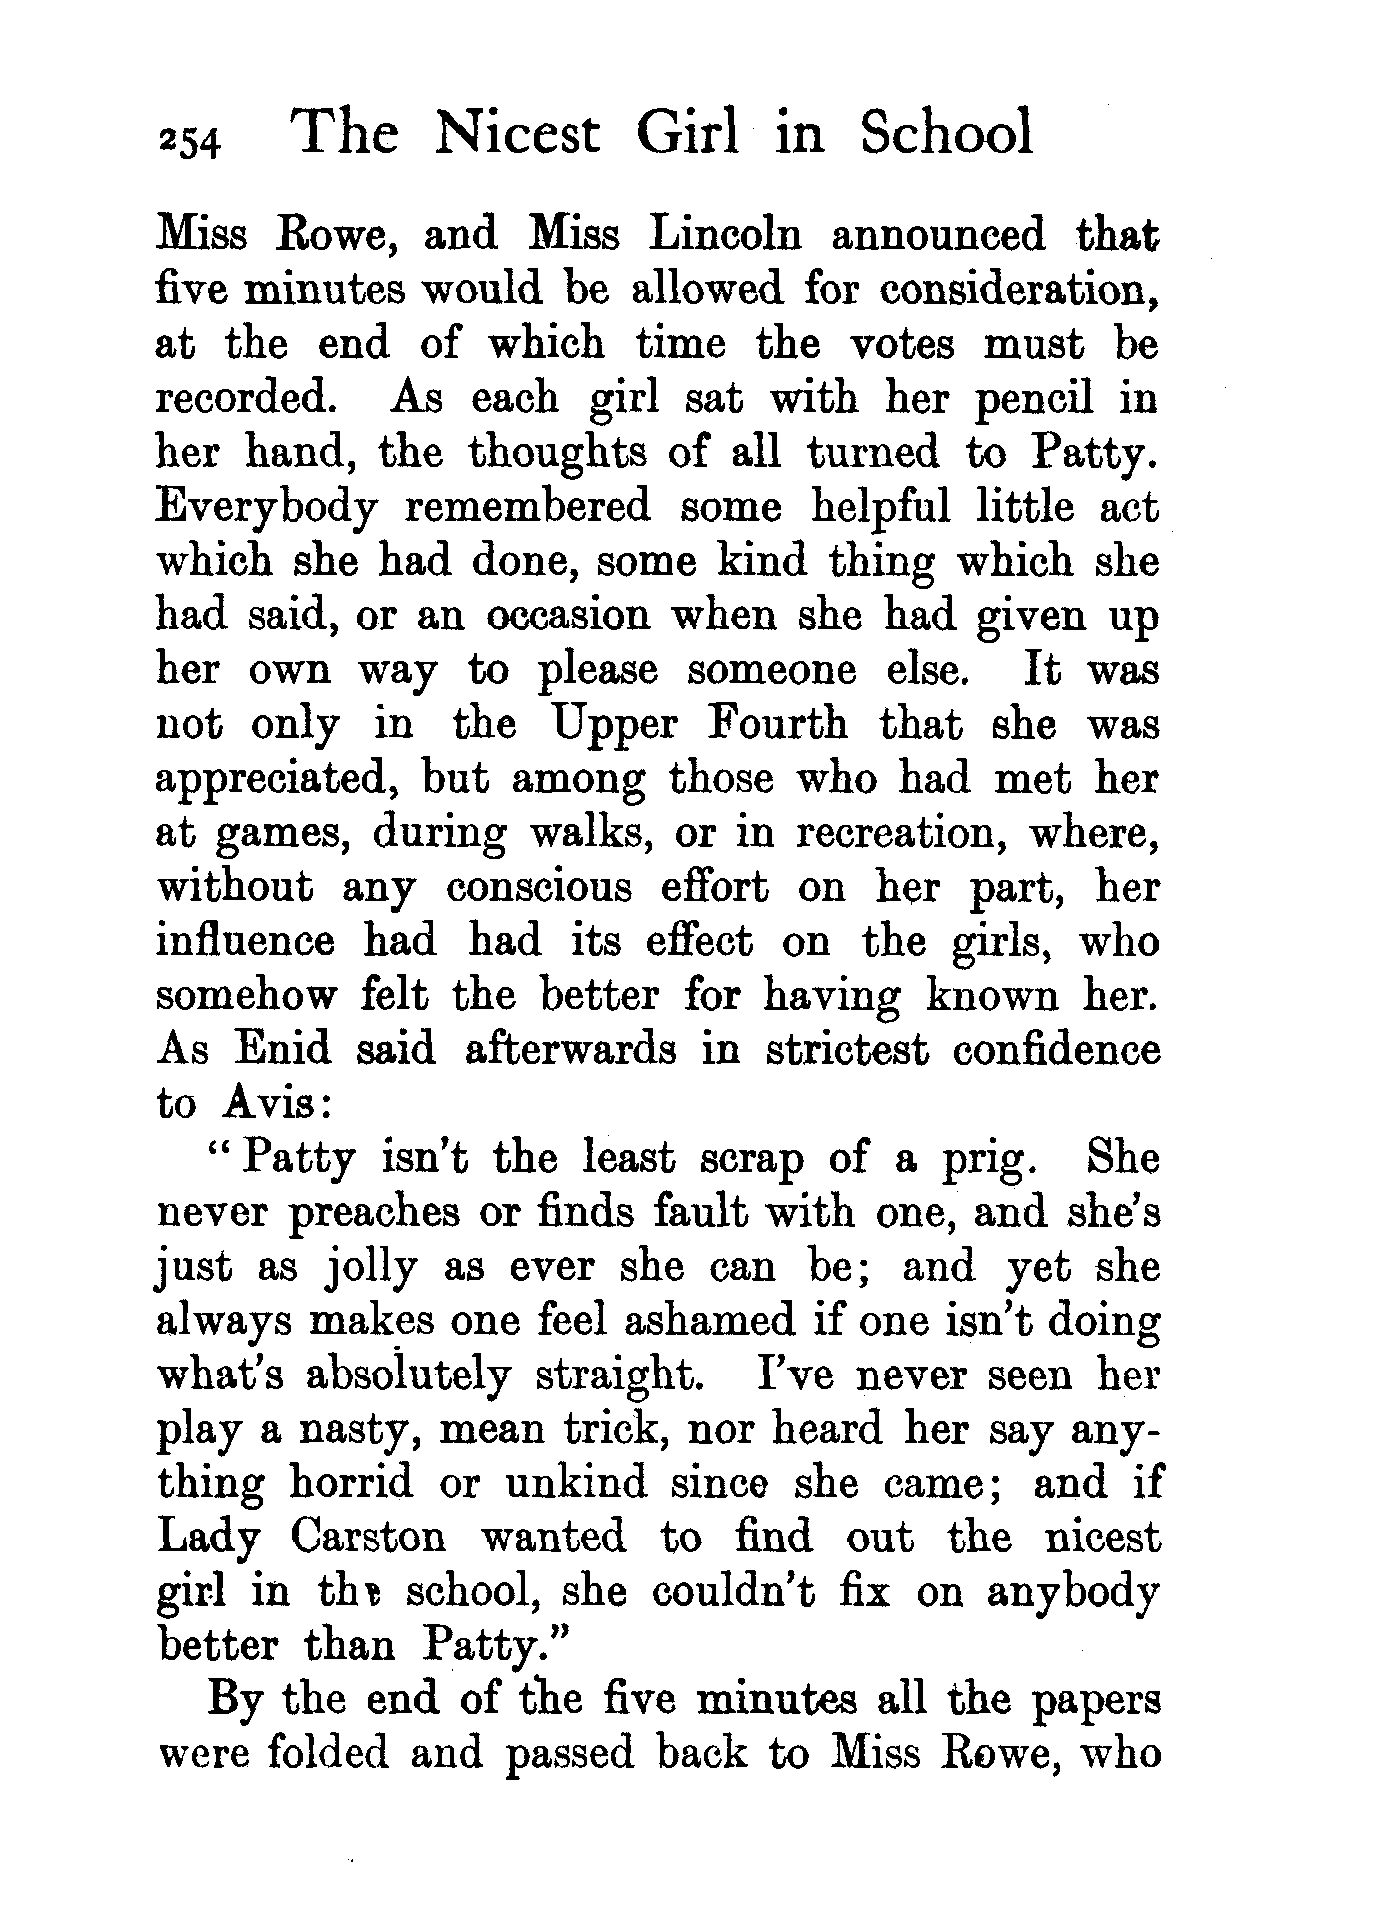 254 The Nicest Girl in School
Miss Rowe, and Miss Lincoln announced that
five minutes would be allowed for consideration,
at the end of which time the votes must be
recorded. As each girl sat with her pencil in
her hand, the thoughts of all turned to Patty.
Everybody remembered some helpful little act
which she had done, some kind thing which she
had said, or an occasion when she had given up
her own way to please someone else. It was
not only in the Upper Fourth that she was
appreciated, but among those who had met her
at games, during walks, or in recreation, where,
without any conscious effort on her part, her
influence had had its effect on the girls, who
somehow felt the better for having known her.
As Enid said afterwards in strictest confidence
to Avis:
"Patty isn't the least scrap of a prig. She
never preaches or finds fault with one, and she's
just as jolly as ever she can be; and yet she
always makes one feel ashamed if one isn't doing
what's absolutely straight. I've never seen her
play a nasty, mean trick, nor heard her say any-
thing horrid or unkind since she came; and if
Lady Carston wanted to find out the nicest
girl in the school, she couldn't fix on anybody
better than Patty."
By the end of the five minutes all the papers
were folded and passed back to Miss Rowe, who